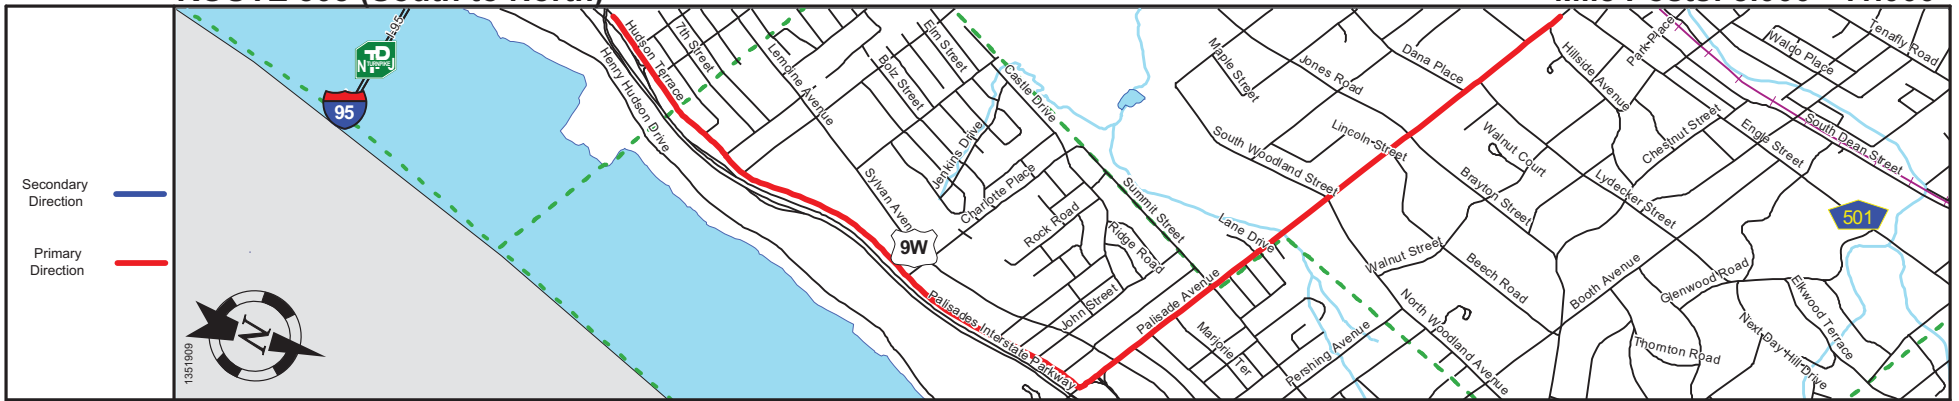 Secondary
Direction
Primary
Direction
1351909
N
I-95
NJ
TP
TURNPIKE
95
Hudson Terrace
Henry Hudson Drive
7th Street
Lemoine Avenue
Bolz Street
Elm Street
Castle Drive
Jenkins Drive
Charlotte Place
Rock Road
Ridge Road
Summit Street
John Street
9W
Palisades Interstate Parkway
Palisade Avenue
Marjorie Ter
Pershing Avenue
Lane Drive
Maple Street
Jones Road
Dana Place
South Woodland Street
Lincoln Street
Walnut Street
North Woodland Avenue
Beech Road
Brayton Street
Walnut Court
Hillside Avenue
Park Place
Lydecker Street
Chestnut Street
Engle Street
South Dean Street
Waldo Place
Tenafly Road
Booth Avenue
Glenwood Road
Thornton Road
Next Day Hill Drive
Elkwood Terrace
501